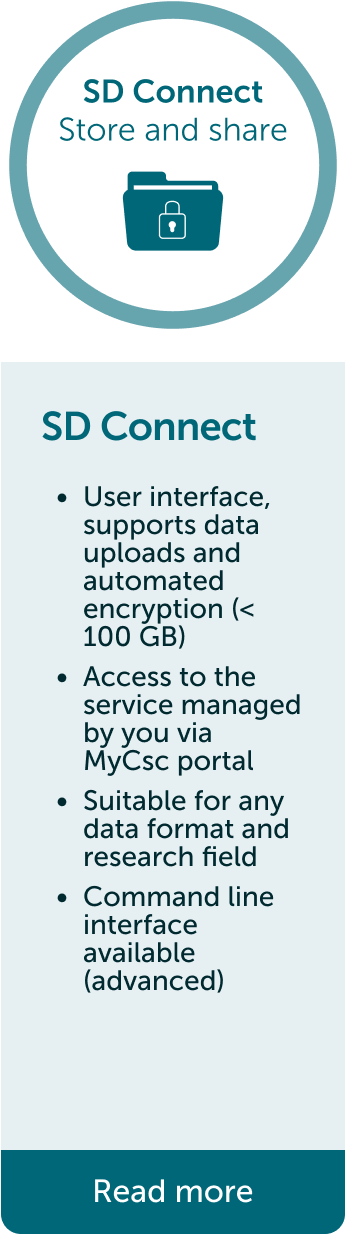 SD Connect
Store and share
SD Connect
• User interface,
supports data
uploads and
automated
encryption (<
100 GB)
• Access to the
service managed
by you via
MyCsc portal
• Suitable for any
data format and
research field
• Command line
interface
available
(advanced)
Read more